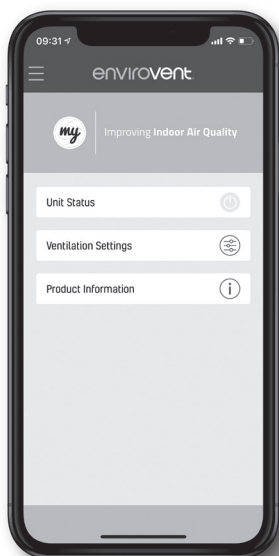 09:31
envirovent
my
Improving Indoor Air Quality
Unit Status
Ventilation Settings
Product Information